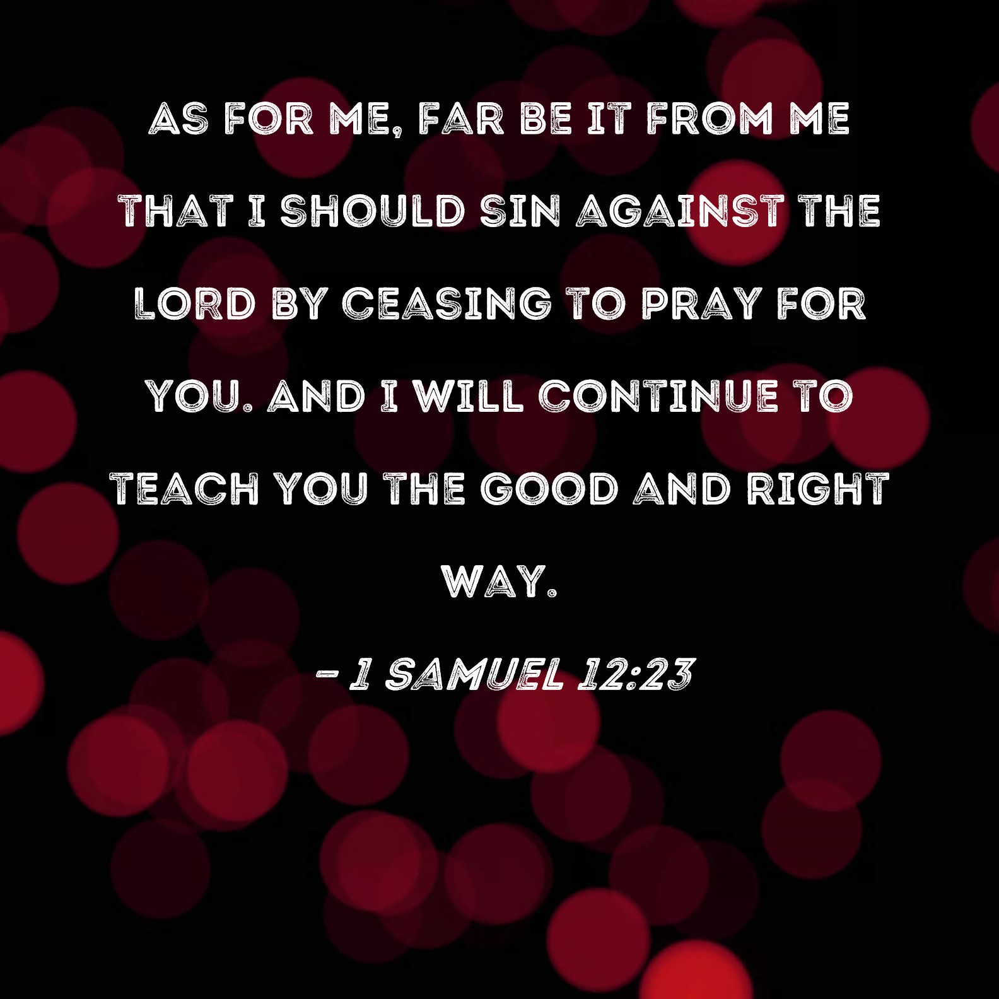 AS FOR ME, FAR BE IT FROM ME
THAT I SHOULD SIN AGAINST THE
LORD BY CEASING TO PRAY FOR
YOU. AND I WILL CONTINUE TO
TEACH YOU THE GOOD AND RIGHT
WAY.
– 1 SAMUEL 12:23